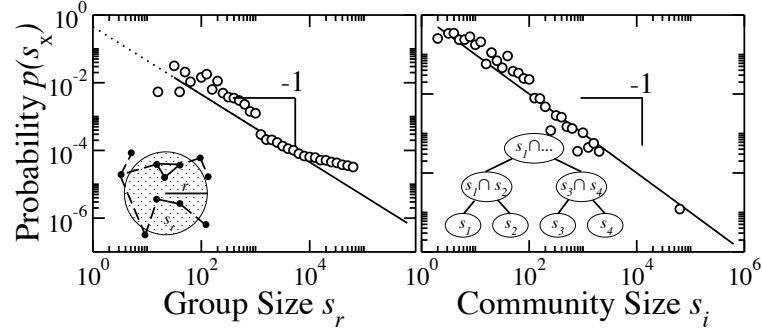 Probability p(s_x)
10^0
10^-2
10^-4
10^-6
-1
r
s_r
10^0 10^2 10^4
Group Size s_r
-1
s_1∩...
s_1∩ s_2 s_3∩ s_4
s_1 s_2 s_3 s_4
10^0 10^2 10^4 10^6
Community Size s_i